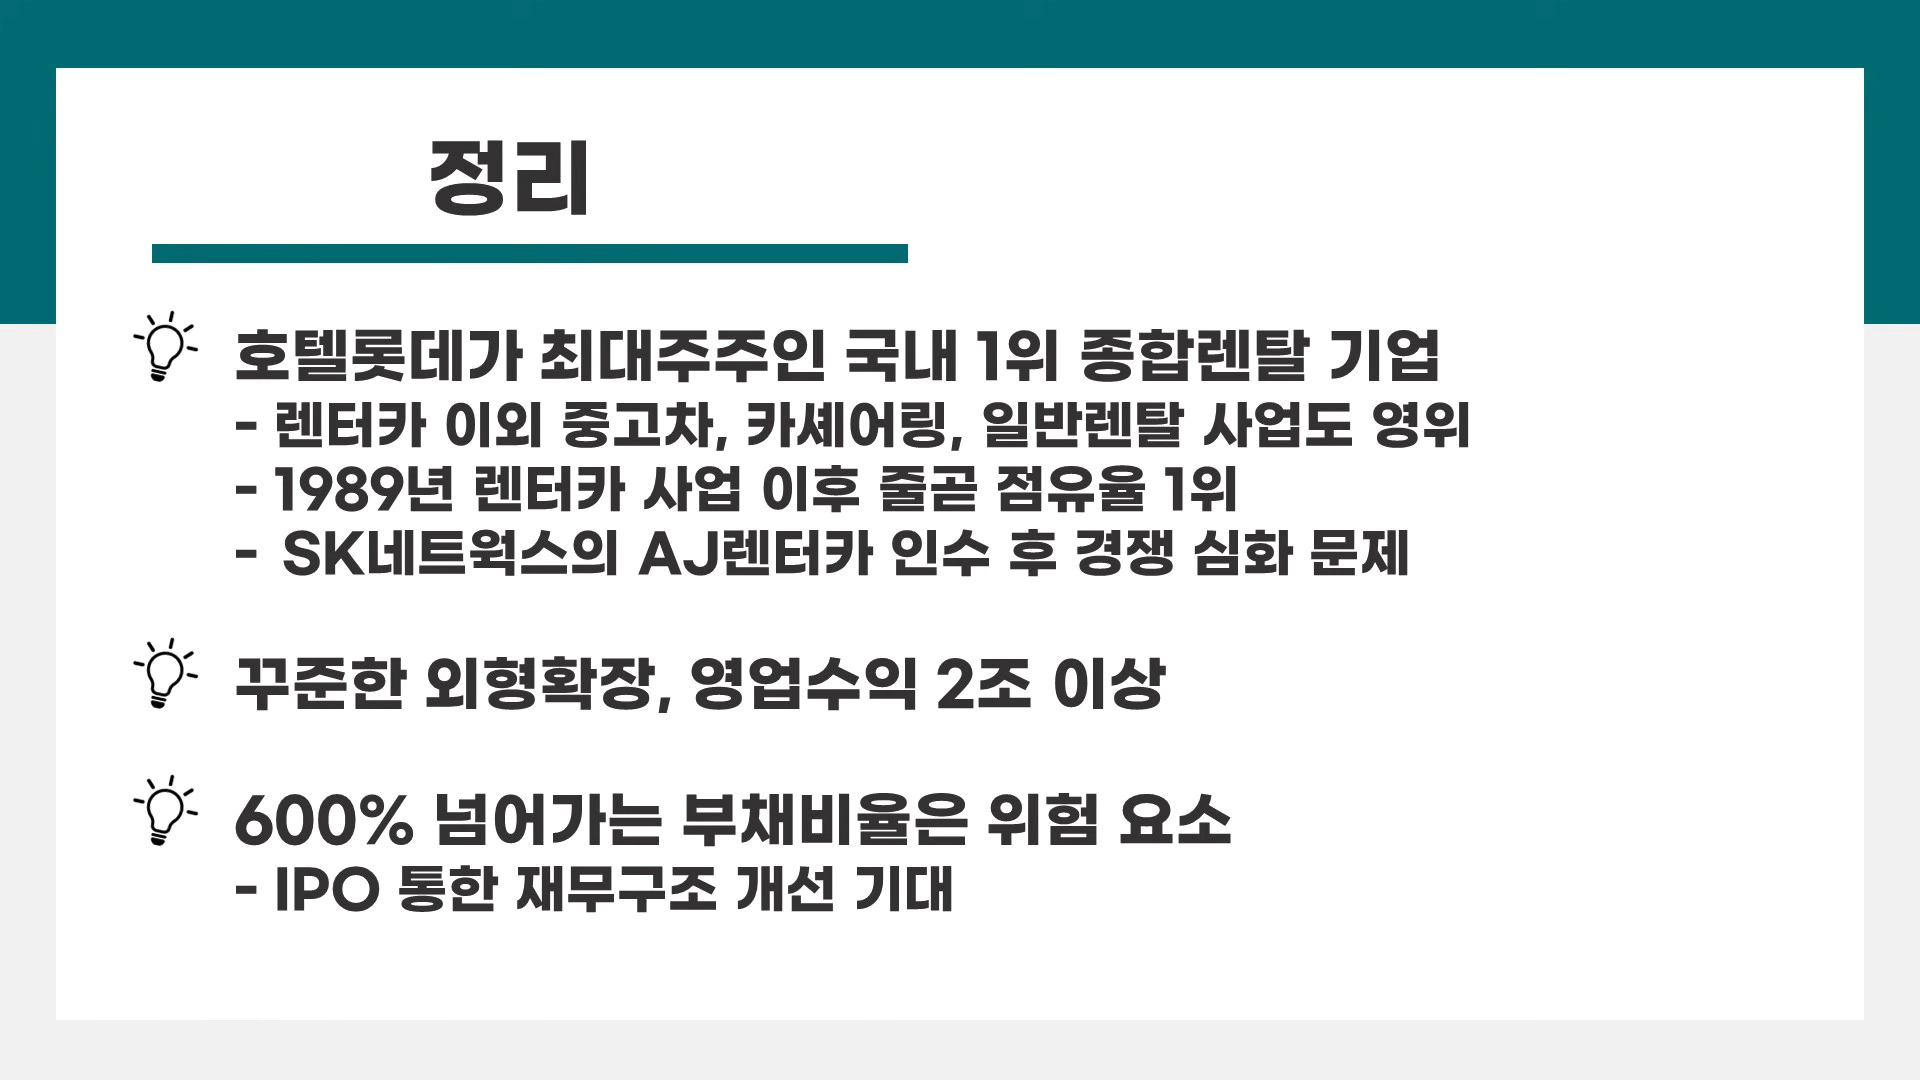 정리
호텔롯데가 최대주주인 국내 1위 종합렌탈 기업
- 렌터카 이외 중고차, 카셰어링, 일반렌탈 사업도 영위
- 1989년 렌터카 사업 이후 줄곧 점유율 1위
- SK네트웍스의 AJ렌터카 인수 후 경쟁 심화 문제
꾸준한 외형확장, 영업수익 2조 이상
600% 넘어가는 부채비율은 위험 요소
- IPO 통한 재무구조 개선 기대